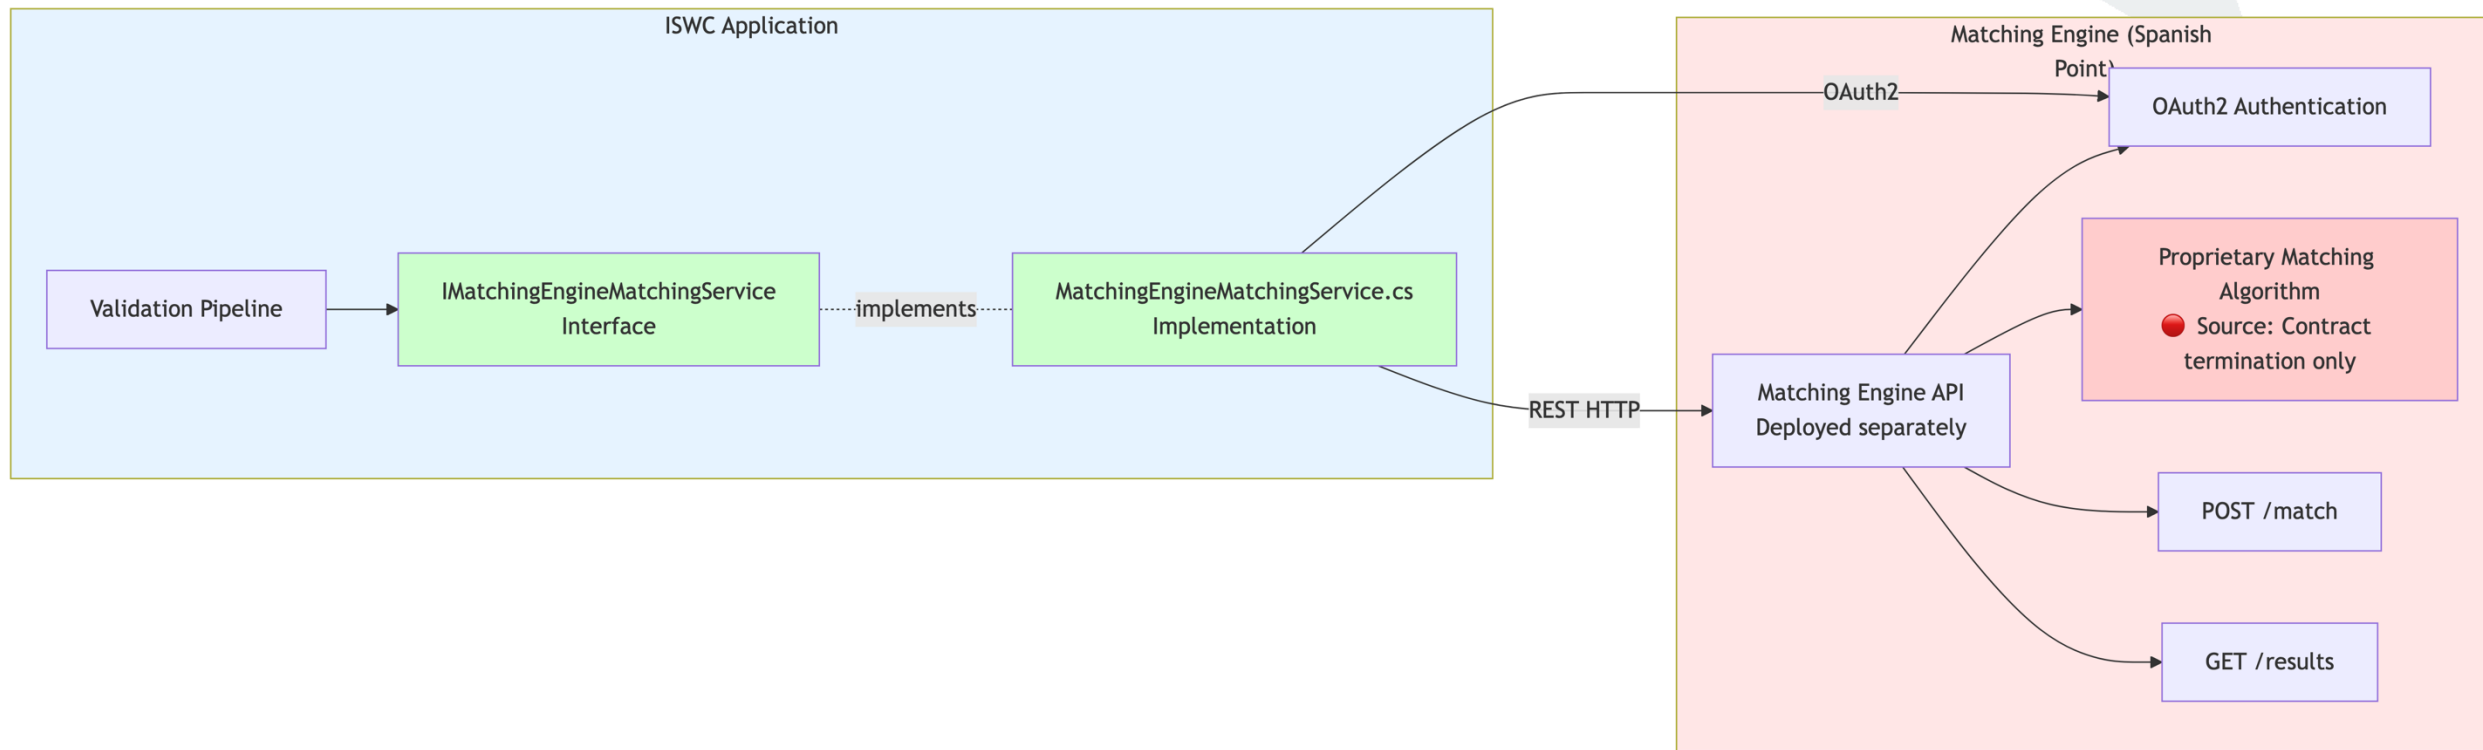 ISWC Application
Validation Pipeline
IMatchingEngineMatchingService
Interface
implements
MatchingEngineMatchingService.cs
Implementation
OAuth2
REST HTTP
Matching Engine (Spanish
Point)
OAuth2 Authentication
Proprietary Matching
Algorithm
🔴 Source: Contract
termination only
Matching Engine API
Deployed separately
POST /match
GET /results